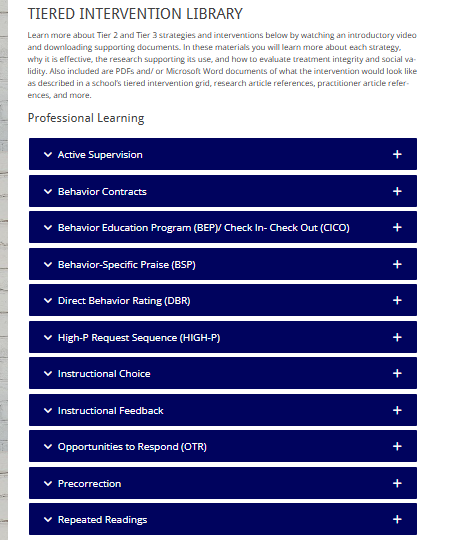 TIERED INTERVENTION LIBRARY
Learn more about Tier 2 and Tier 3 strategies and interventions below by watching an introductory video
and downloading supporting documents. In these materials you will learn more about each strategy,
why it is effective, the research supporting its use, and how to evaluate treatment integrity and social va-
lidity. Also included are PDFs and/ or Microsoft Word documents of what the intervention would look like
as described in a school's tiered intervention grid, research article references, practitioner article refer-
ences, and more.
Professional Learning
Active Supervision
Behavior Contracts
Behavior Education Program (BEP)/ Check In- Check Out (CICO)
Behavior-Specific Praise (BSP)
Direct Behavior Rating (DBR)
High-P Request Sequence (HIGH-P)
Instructional Choice
Instructional Feedback
Opportunities to Respond (OTR)
Precorrection
Repeated Readings